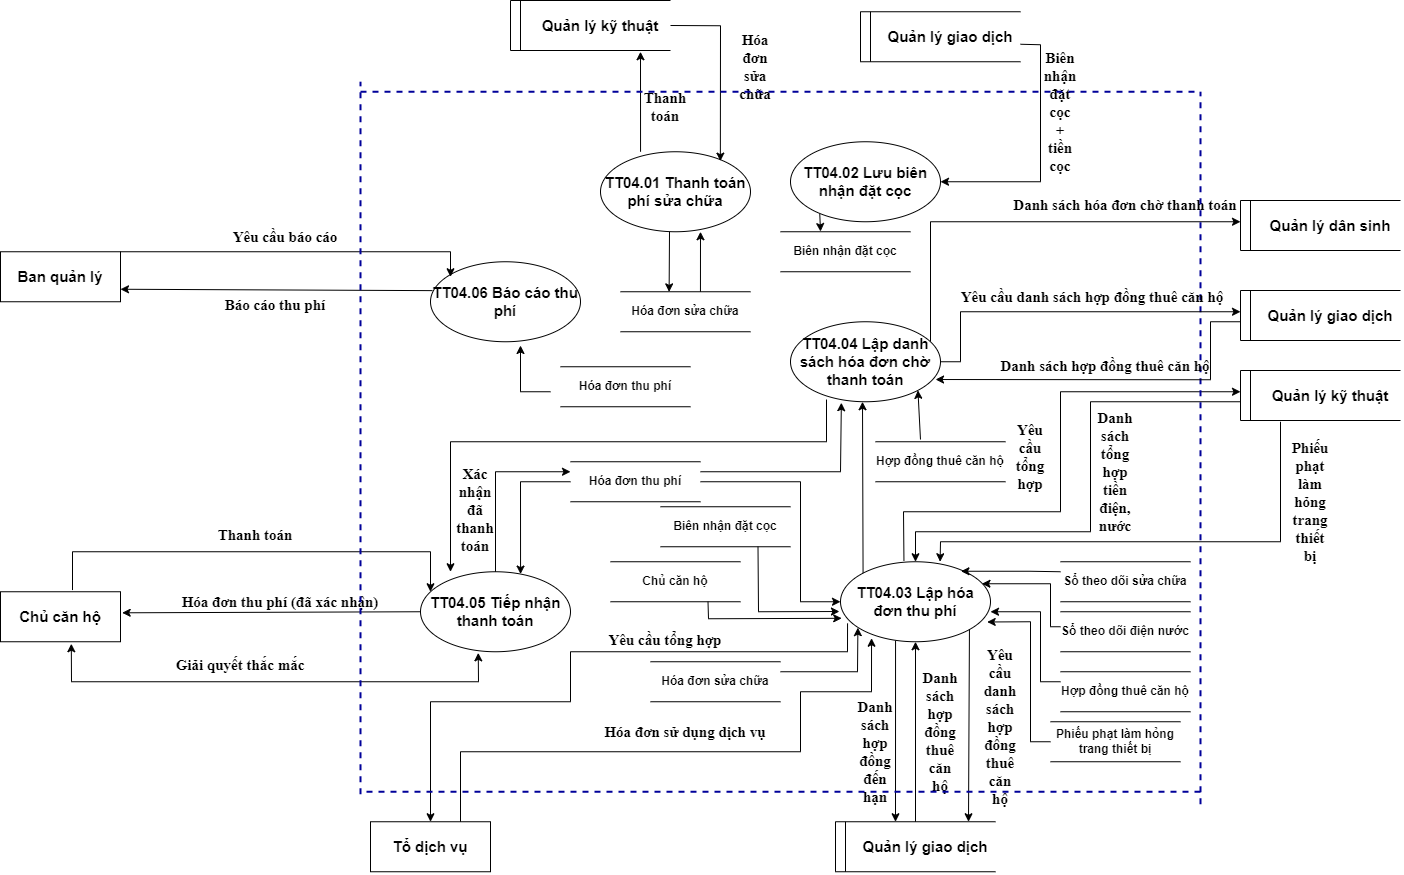 Quản lý kỹ thuật
Quản lý giao dịch
Hóa
đơn
sửa
chữa
Thanh
toán
Biên
nhận
đặt
cọc
+
tiền
cọc
TT04.01 Thanh toán
phí sửa chữa
TT04.02 Lưu biên
nhận đặt cọc
Danh sách hóa đơn chờ thanh toán
Quản lý dân sinh
Yêu cầu báo cáo
Biên nhận đặt cọc
Ban quản lý
TT04.06 Báo cáo thu
phí
Báo cáo thu phí
Hóa đơn sửa chữa
Yêu cầu danh sách hợp đồng thuê căn hộ
Quản lý giao dịch
TT04.04 Lập danh
sách hóa đơn chờ
thanh toán
Danh sách hợp đồng thuê căn hộ
Hóa đơn thu phí
Quản lý kỹ thuật
Danh
sách
tổng
hợp
tiền
điện,
nước
Yêu
cầu
tổng
hợp
Hợp đồng thuê căn hộ
Phiếu
phạt
làm
hỏng
trang
thiết
bị
Xác
nhận
đã
thanh
toán
Hóa đơn thu phí
Biên nhận đặt cọc
Thanh toán
Chủ căn hộ
TT04.03 Lập hóa
đơn thu phí
Sổ theo dõi sửa chữa
Chủ căn hộ
Hóa đơn thu phí (đã xác nhận)
TT04.05 Tiếp nhận
thanh toán
Sổ theo dõi điện nước
Yêu cầu tổng hợp
Giải quyết thắc mắc
Hóa đơn sửa chữa
Hợp đồng thuê căn hộ
Danh
sách
hợp
đồng
đến
hạn
Danh
sách
hợp
đồng
thuê
căn
hộ
Yêu
cầu
danh
sách
hợp
đồng
thuê
căn
hộ
Hóa đơn sử dụng dịch vụ
Phiếu phạt làm hỏng
trang thiết bị
Tổ dịch vụ
Quản lý giao dịch